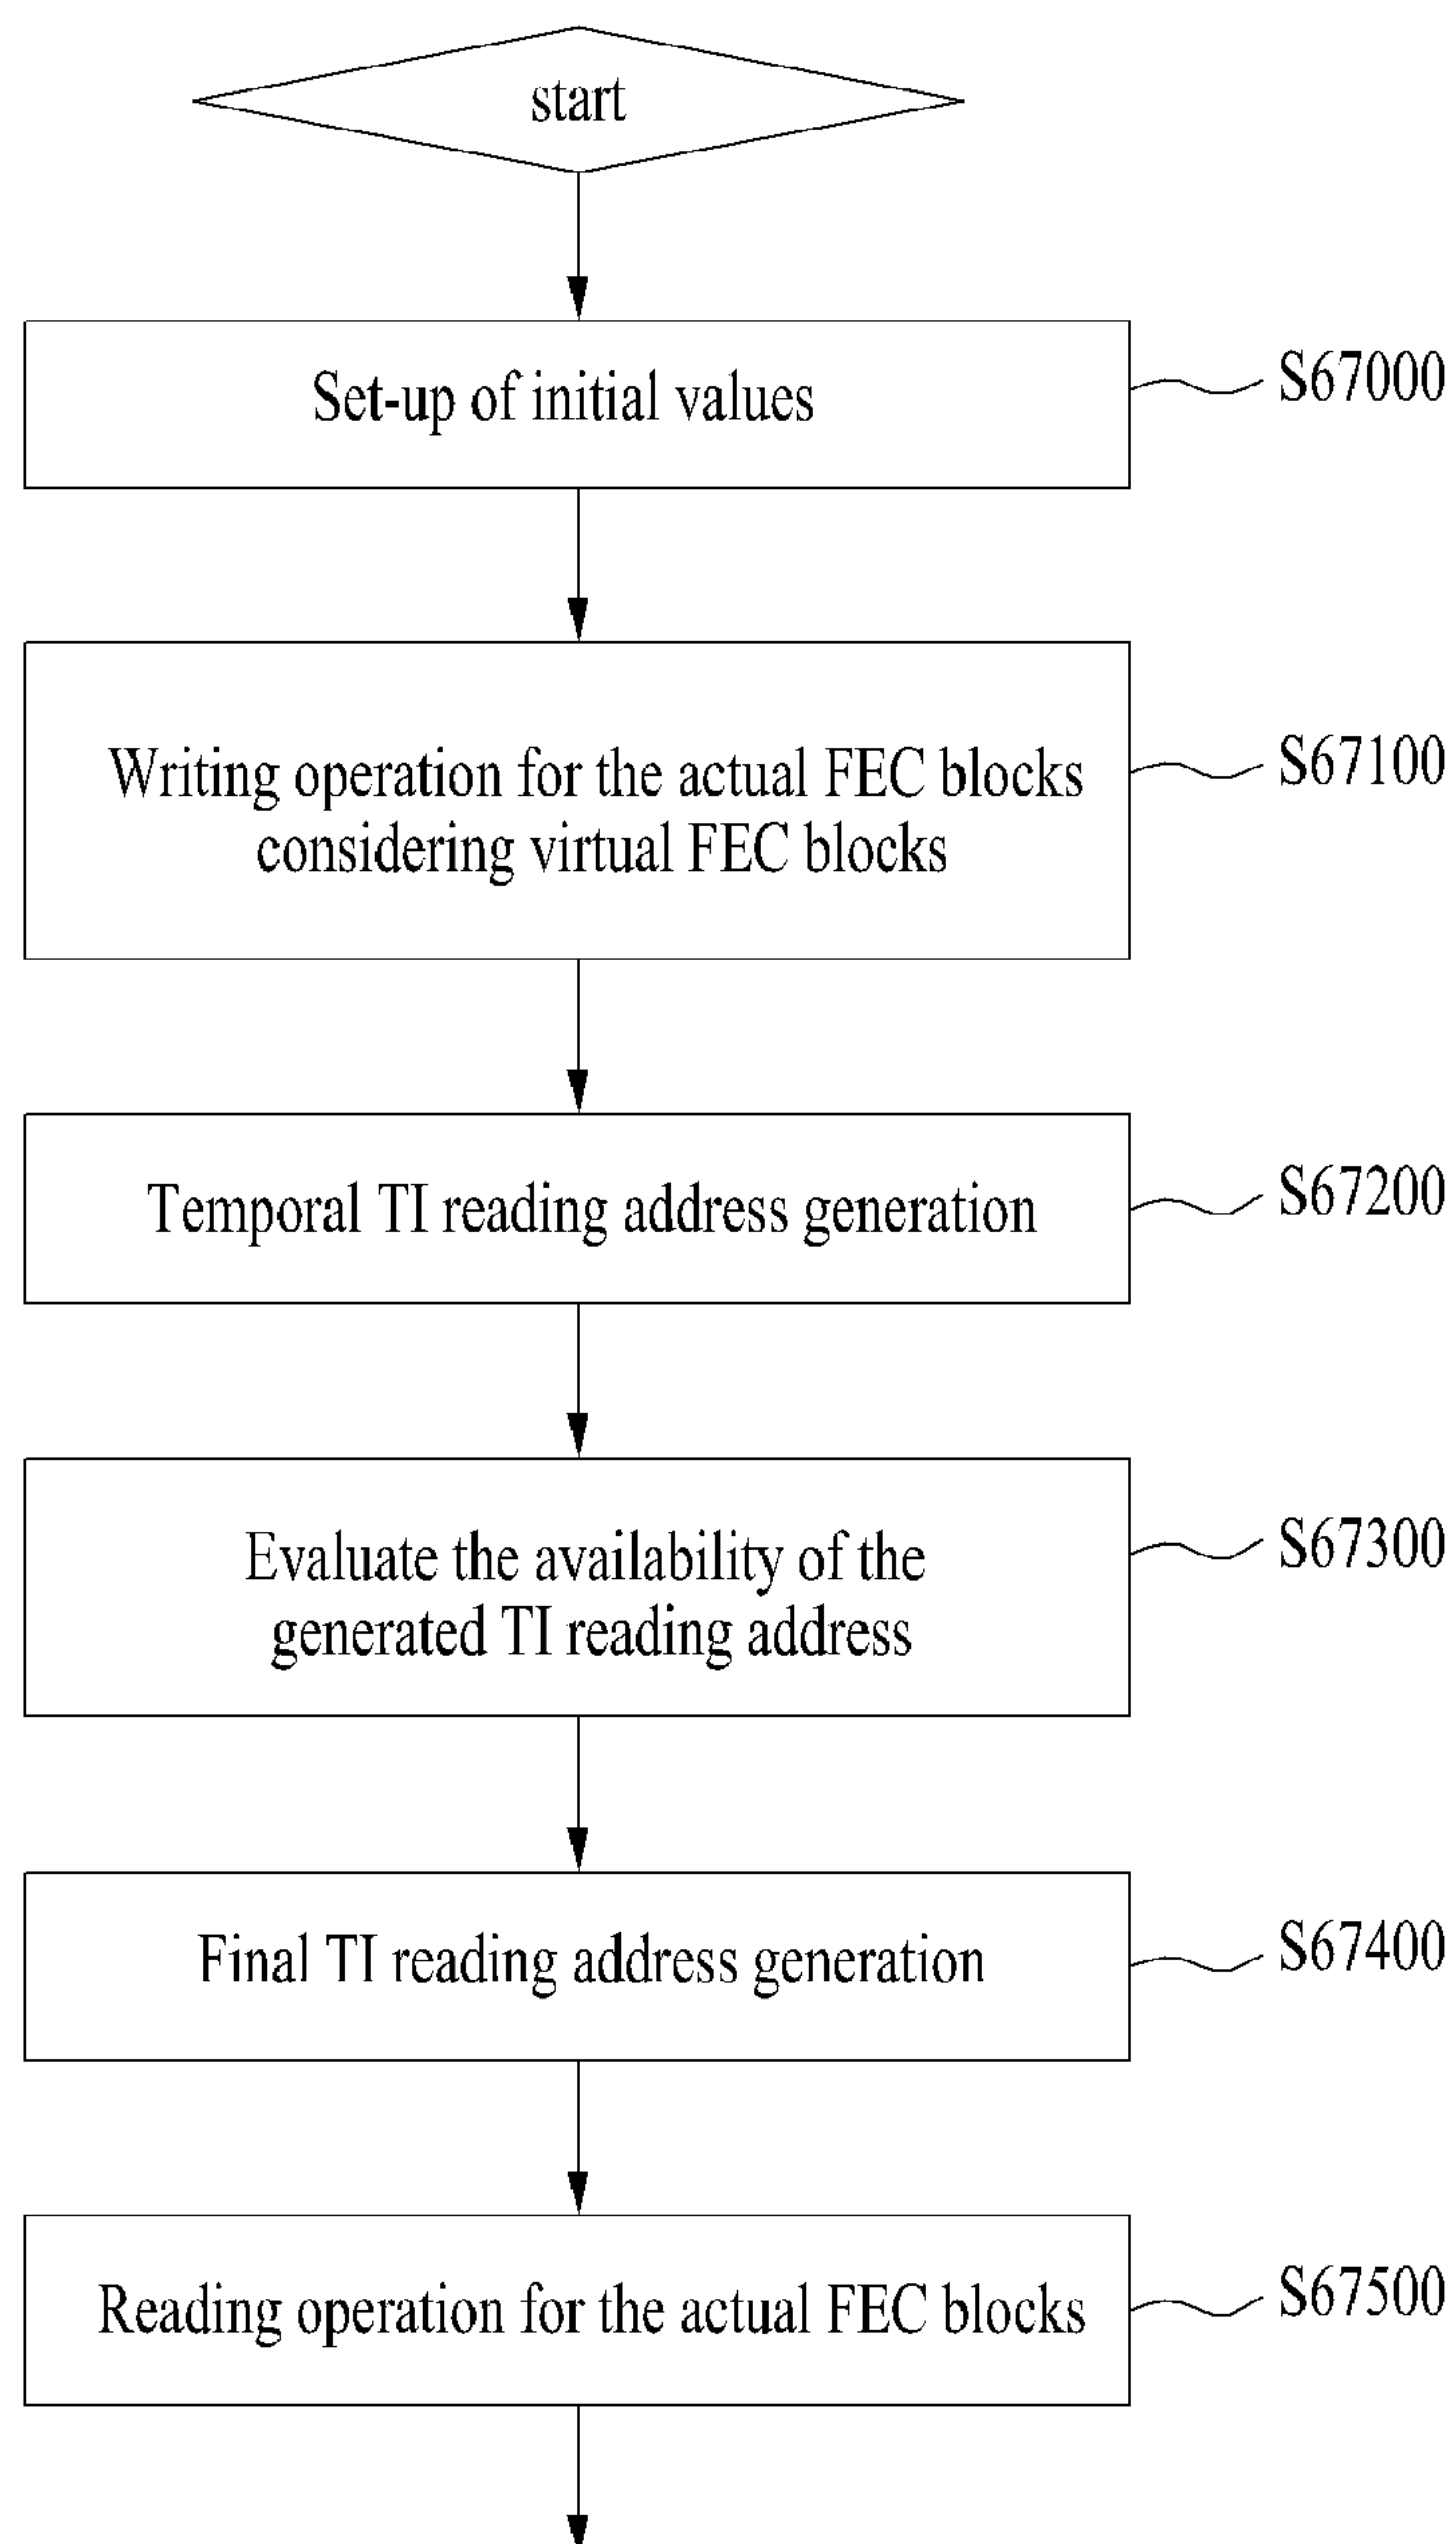 start
Set-up of initial values
S67000
Writing operation for the actual FEC blocks
considering virtual FEC blocks
S67100
Temporal TI reading address generation
S67200
Evaluate the availability of the
generated TI reading address
S67300
Final TI reading address generation
S67400
Reading operation for the actual FEC blocks
S67500